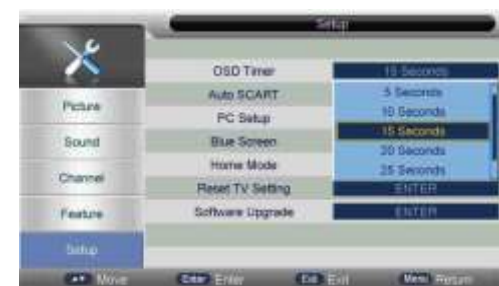 Setup
OSD Timer 15 Seconds
Auto SCART 5 Seconds
Picture
PC Setup 10 Seconds
Sound
Blue Screen 15 Seconds
20 Seconds
Home Mode 25 Seconds
Channel
Reset TV Setting ENTER
Feature
Software Upgrade ENTER
Setup
Move Enter Enter Exit Exit Menu Return